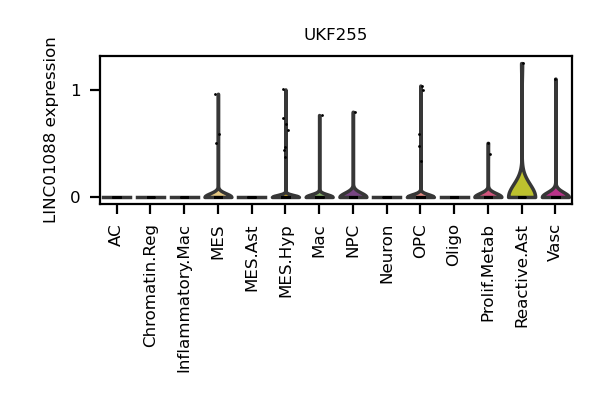 UKF255
LINC01088 expression
1
0
AC
Chromatin.Reg
Inflammatory.Mac
MES
MES.Ast
MES.Hyp
Mac
NPC
Neuron
OPC
Oligo
Prolif.Metab
Reactive.Ast
Vasc